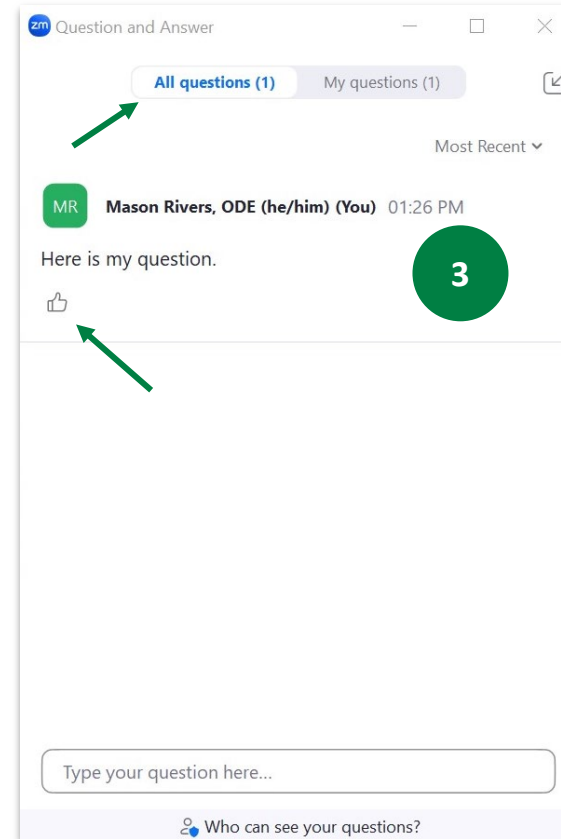 zm Question and Answer
All questions (1) My questions (1)
Most Recent
MR Mason Rivers, ODE (he/him) (You) 01:26 PM
Here is my question.
3
Type your question here...
Who can see your questions?